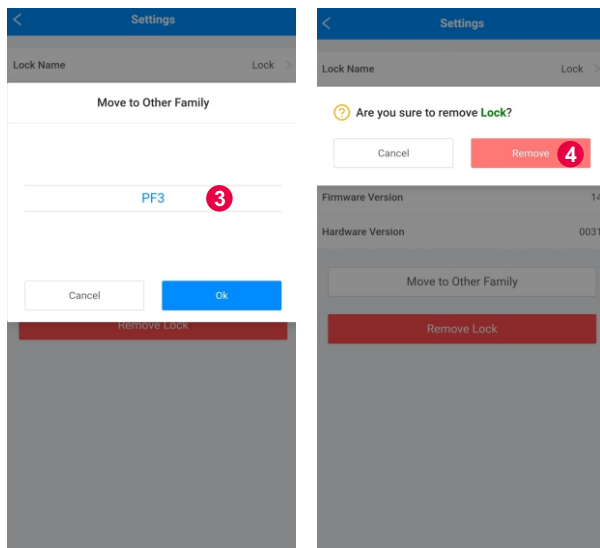 Settings
Lock Name Lock
Move to Other Family
PF3
3
Cancel Ok
Remove Lock
Settings
Lock Name Lock
Are you sure to remove Lock?
Cancel Remove 4
Firmware Version 14
Hardware Version 0031
Move to Other Family
Remove Lock